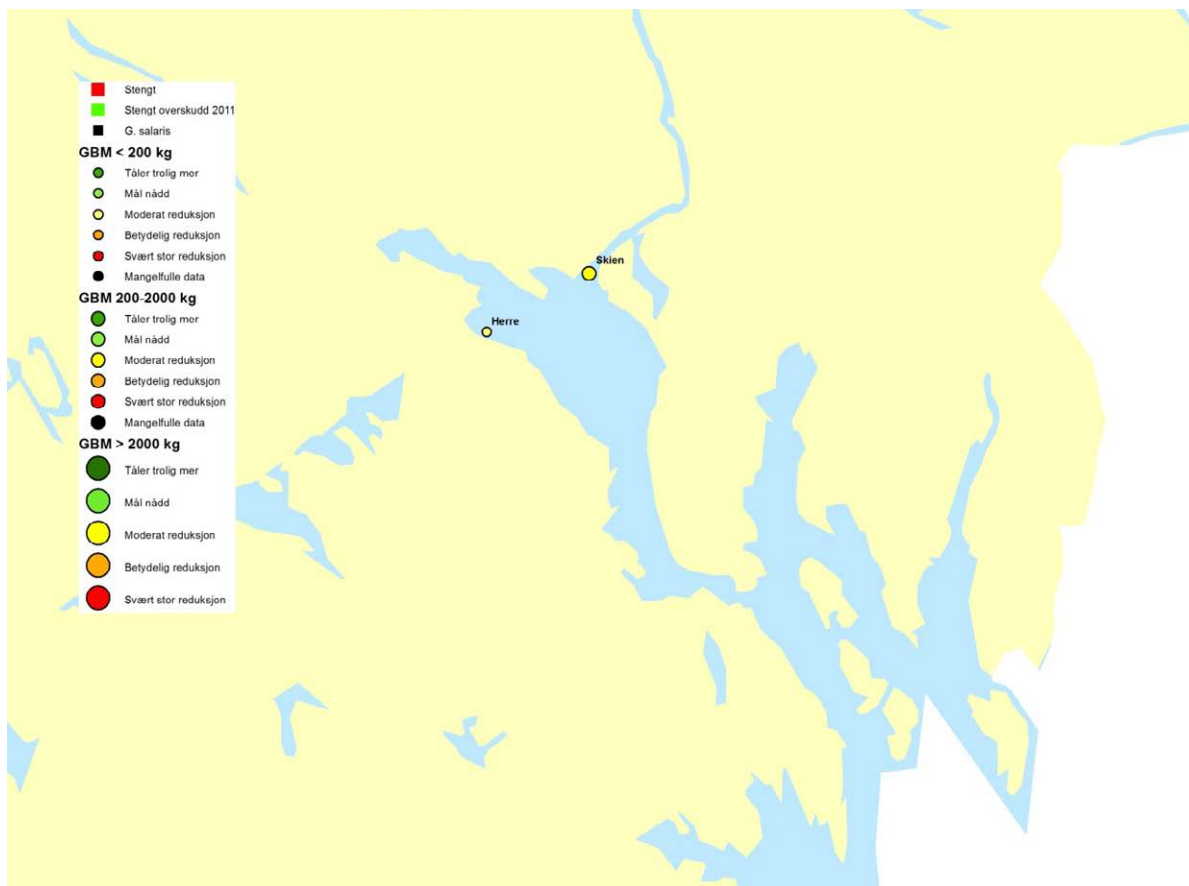 Stengt
Stengt overskudd 2011
G. salaris
GBM < 200 kg
Tåler trolig mer
Mål nådd
Moderat reduksjon
Betydelig reduksjon
Svært stor reduksjon
Mangelfulle data
GBM 200-2000 kg
Tåler trolig mer
Mål nådd
Moderat reduksjon
Betydelig reduksjon
Svært stor reduksjon
Mangelfulle data
GBM > 2000 kg
Tåler trolig mer
Mål nådd
Moderat reduksjon
Betydelig reduksjon
Svært stor reduksjon
Skien
Herre